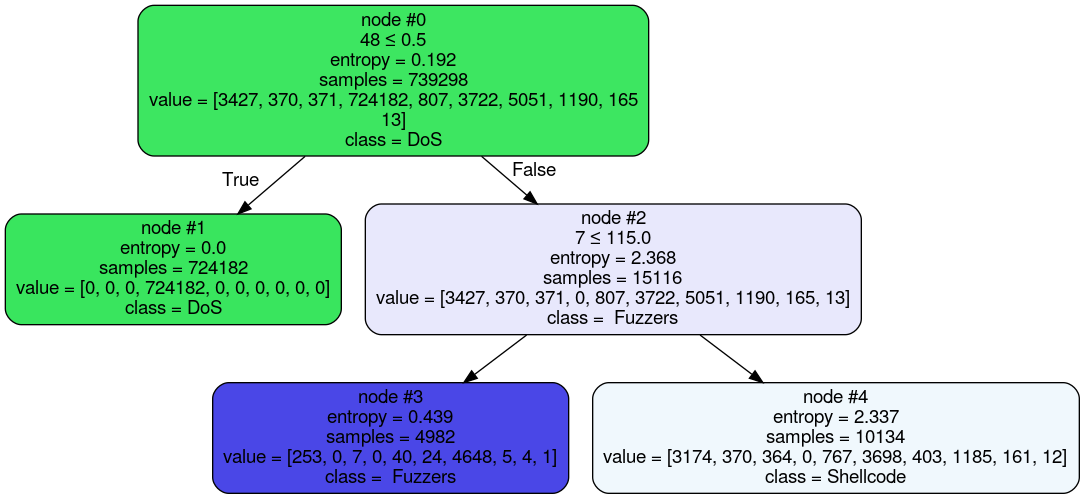 node #0
48 ≤ 0.5
entropy = 0.192
samples = 739298
value = [3427, 370, 371, 724182, 807, 3722, 5051, 1190, 165
13]
class = DoS
True
False
node #1
entropy = 0.0
samples = 724182
value = [0, 0, 0, 724182, 0, 0, 0, 0, 0, 0]
class = DoS
node #2
7 ≤ 115.0
entropy = 2.368
samples = 15116
value = [3427, 370, 371, 0, 807, 3722, 5051, 1190, 165, 13]
class =  Fuzzers
node #3
entropy = 0.439
samples = 4982
value = [253, 0, 7, 0, 40, 24, 4648, 5, 4, 1]
class =  Fuzzers
node #4
entropy = 2.337
samples = 10134
value = [3174, 370, 364, 0, 767, 3698, 403, 1185, 161, 12]
class = Shellcode